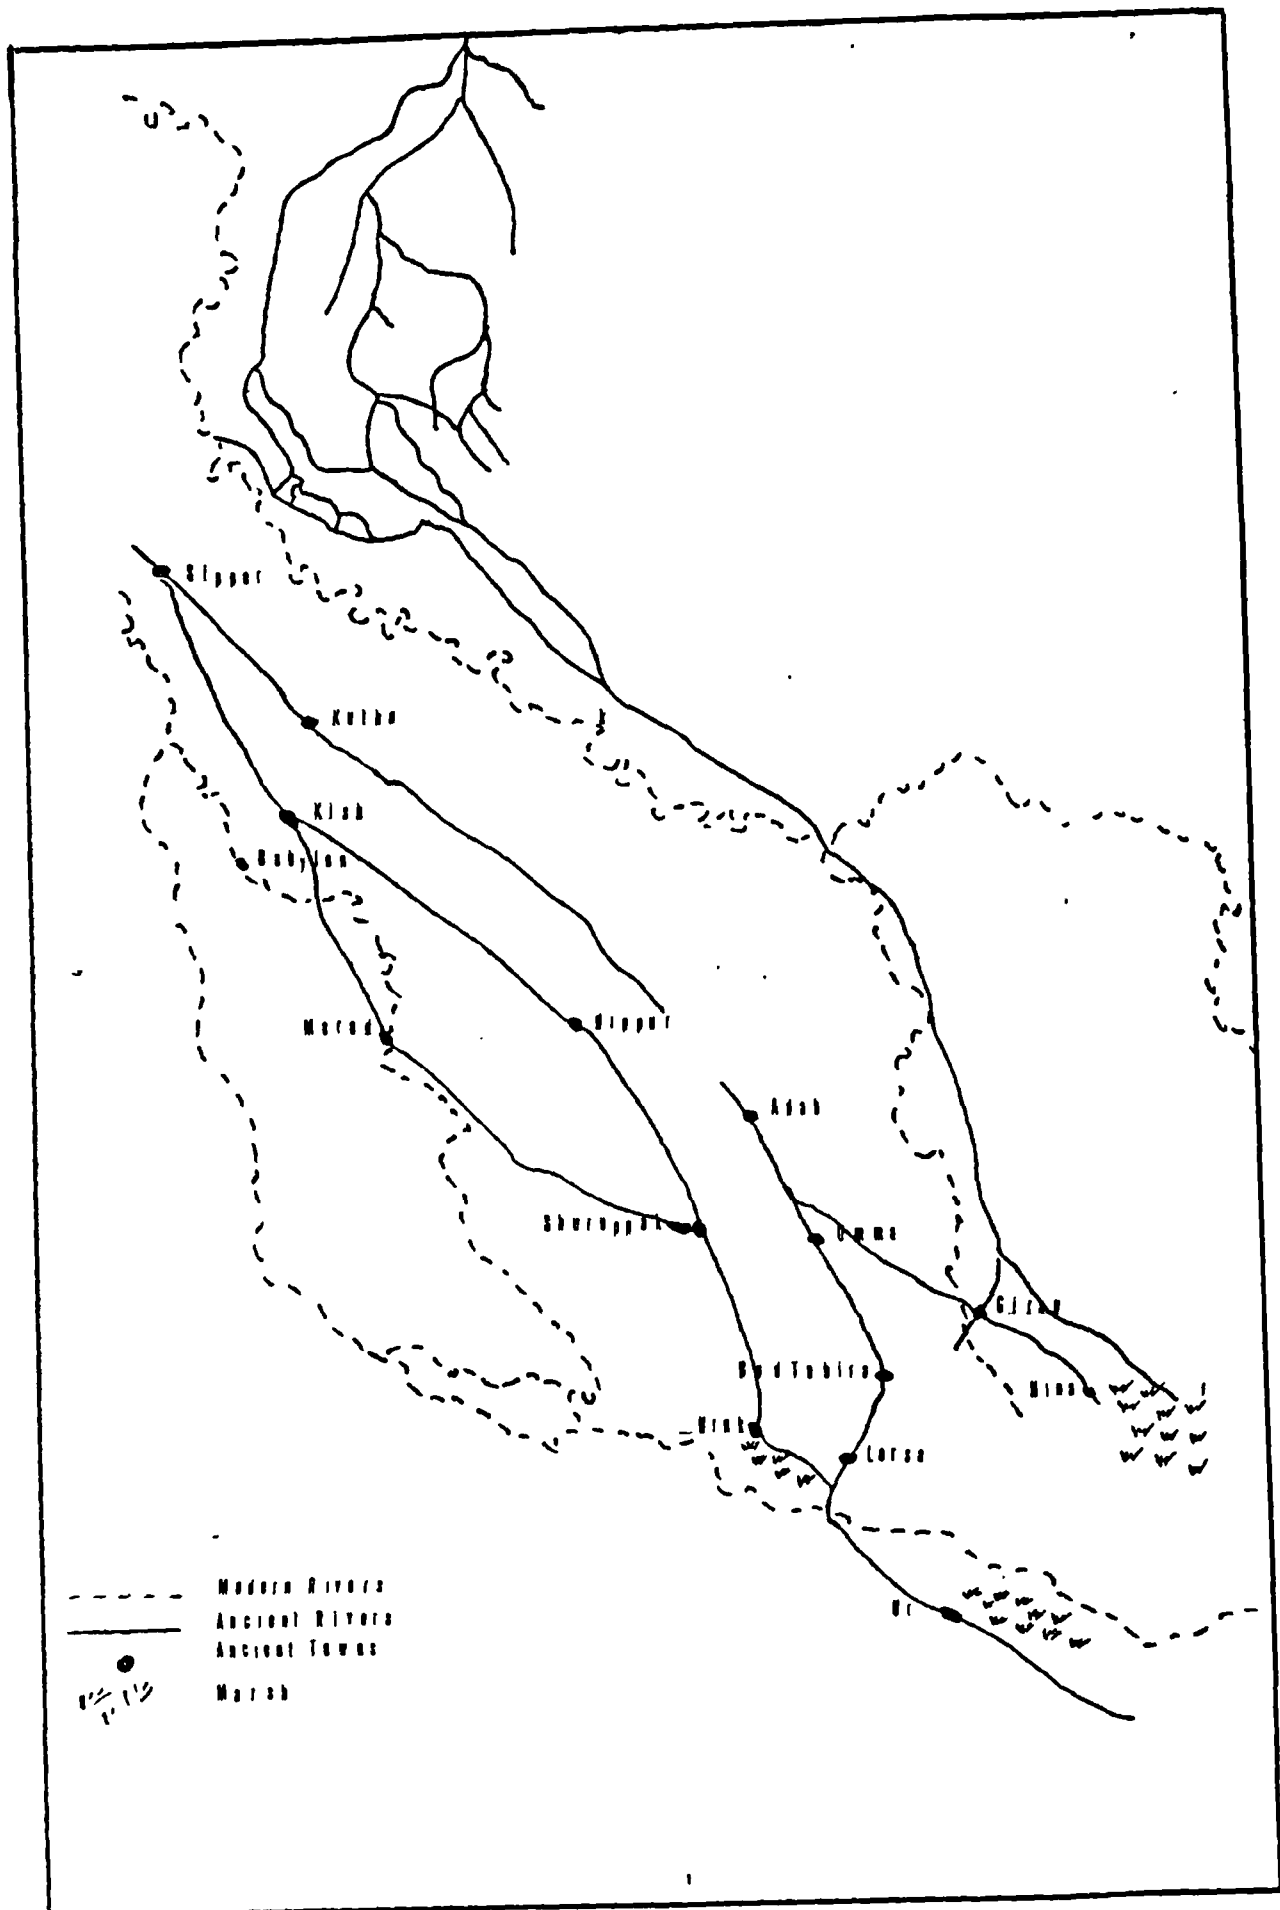 Sippar
Kutha
Kish
Babylon
Marad
Nippur
Adab
Shuruppak
Umma
Girsu
Bad Tabira
Nina
Uruk
Larsa
Ur
Modern Rivers
Ancient Rivers
Ancient Towns
Marsh